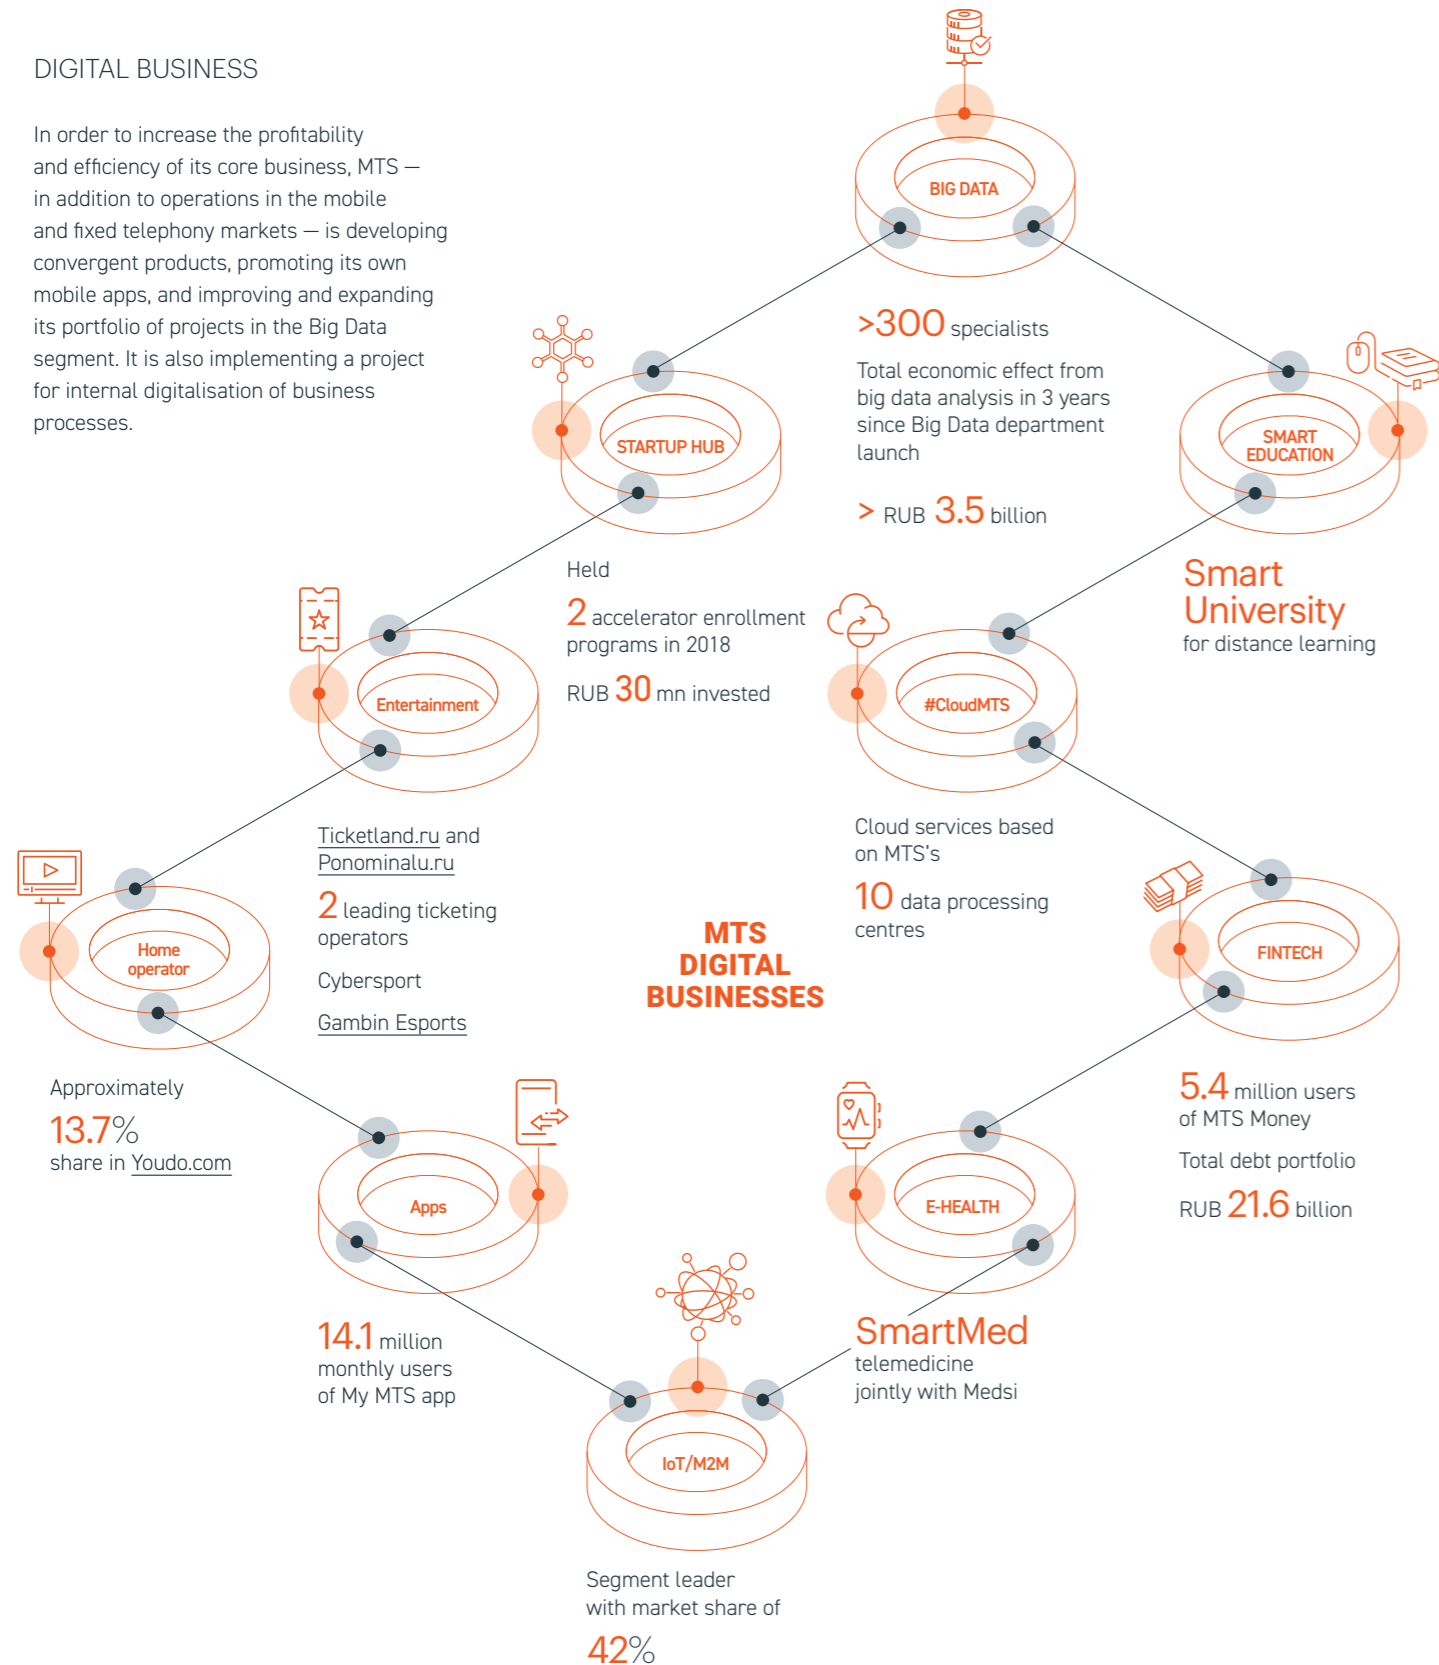 DIGITAL BUSINESS
In order to increase the profitability
and efficiency of its core business, MTS —
in addition to operations in the mobile
and fixed telephony markets — is developing
convergent products, promoting its own
mobile apps, and improving and expanding
its portfolio of projects in the Big Data
segment. It is also implementing a project
for internal digitalisation of business
processes.
BIG DATA
>300 specialists
Total economic effect from
big data analysis in 3 years
since Big Data department
launch
> RUB 3.5 billion
STARTUP HUB
Held
2 accelerator enrollment
programs in 2018
RUB 30 mn invested
SMART
EDUCATION
Smart
University
for distance learning
Entertainment
Ticketland.ru and
Ponominalu.ru
2 leading ticketing
operators
Cybersport
Gambin Esports
#CloudMTS
Cloud services based
on MTS's
10 data processing
centres
MTS
DIGITAL
BUSINESSES
Home
operator
Approximately
13.7%
share in Youdo.com
FINTECH
5.4 million users
of MTS Money
Total debt portfolio
RUB 21.6 billion
Apps
14.1 million
monthly users
of My MTS app
E-HEALTH
SmartMed
telemedicine
jointly with Medsi
IoT/M2M
Segment leader
with market share of
42%